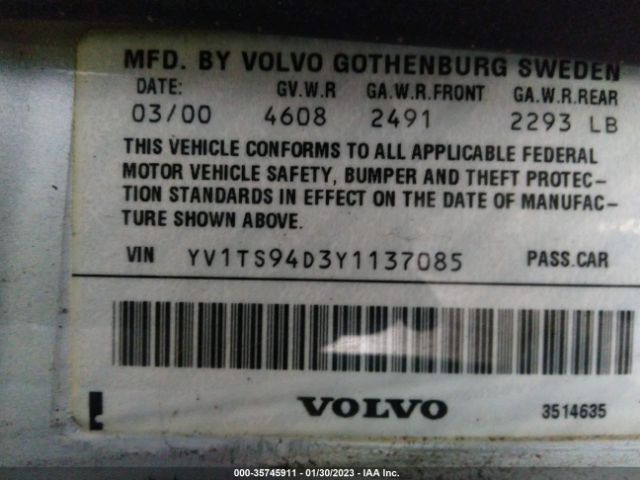 MFD. BY VOLVO GOTHENBURG SWEDEN
DATE: GV.W.R GA.W.R.FRONT GA.W.R.REAR
03/00 4608 2491 2293 LB
THIS VEHICLE CONFORMS TO ALL APPLICABLE FEDERAL
MOTOR VEHICLE SAFETY, BUMPER AND THEFT PROTEC-
TION STANDARDS IN EFFECT ON THE DATE OF MANUFAC-
TURE SHOWN ABOVE.
VIN YV1TS94D3Y1137085 PASS.CAR
VOLVO 3514635
000-35745911 - 01/30/2023 - IAA Inc.